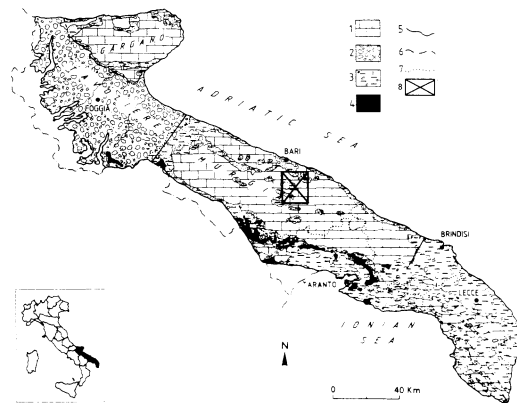 GARGANO
FOGGIA
ADRIATIC SEA
BARI
BRINDISI
ARANTO
LECCE
IONIAN
SEA
N
0 40 Km
1
2
3
4
5
6
7
8